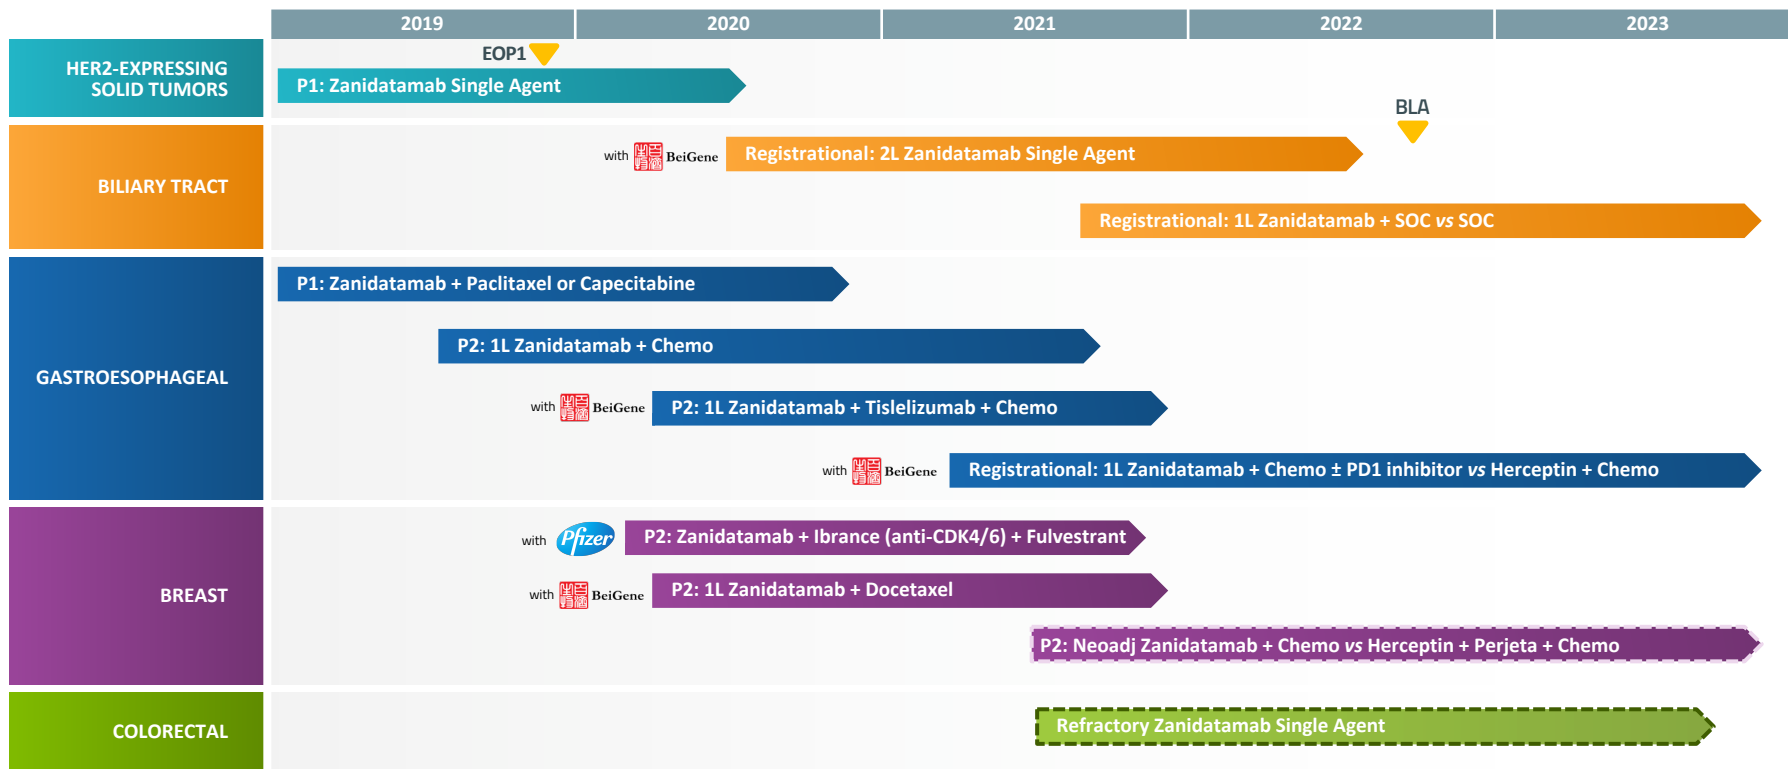 2019 2020 2021 2022 2023
HER2-EXPRESSING
SOLID TUMORS
EOP1
P1: Zanidatamab Single Agent
BLA
BILIARY TRACT
with BeiGene Registrational: 2L Zanidatamab Single Agent
Registrational: 1L Zanidatamab + SOC vs SOC
GASTROESOPHAGEAL
P1: Zanidatamab + Paclitaxel or Capecitabine
P2: 1L Zanidatamab + Chemo
with BeiGene P2: 1L Zanidatamab + Tislelizumab + Chemo
with BeiGene Registrational: 1L Zanidatamab + Chemo ± PD1 inhibitor vs Herceptin + Chemo
BREAST
with Pfizer P2: Zanidatamab + Ibrance (anti-CDK4/6) + Fulvestrant
with BeiGene P2: 1L Zanidatamab + Docetaxel
P2: Neoadj Zanidatamab + Chemo vs Herceptin + Perjeta + Chemo
COLORECTAL
Refractory Zanidatamab Single Agent